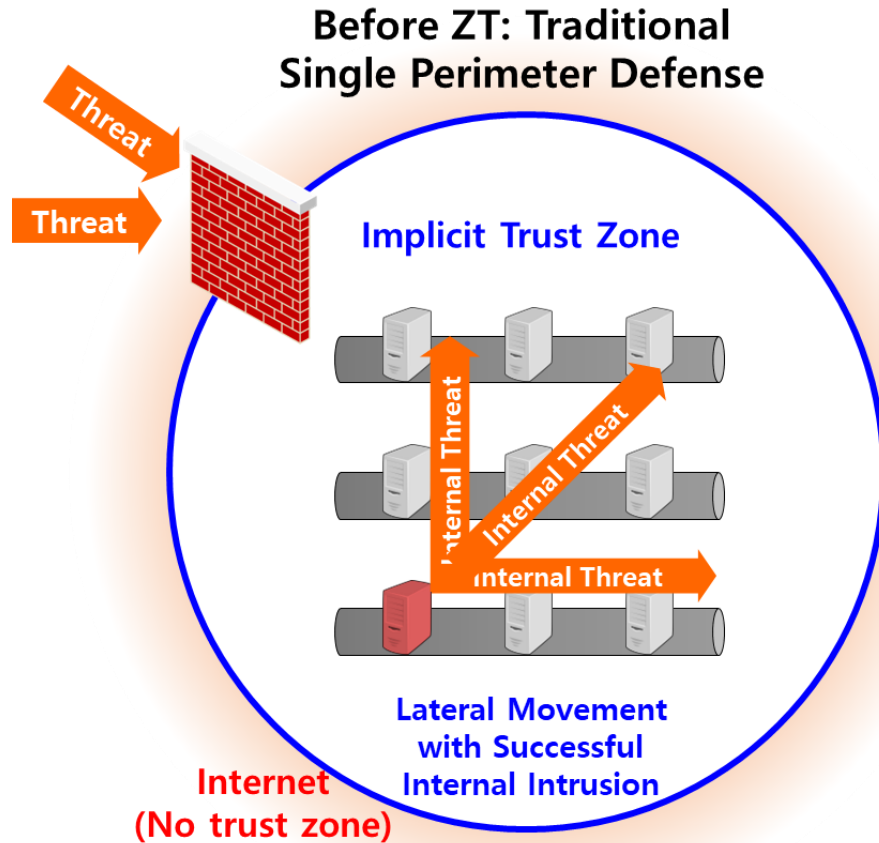 Before ZT: Traditional
Single Perimeter Defense
Threat
Threat
Implicit Trust Zone
Internal Threat
Internal Threat
Internal Threat
Lateral Movement
with Successful
Internal Intrusion
Internet
(No trust zone)